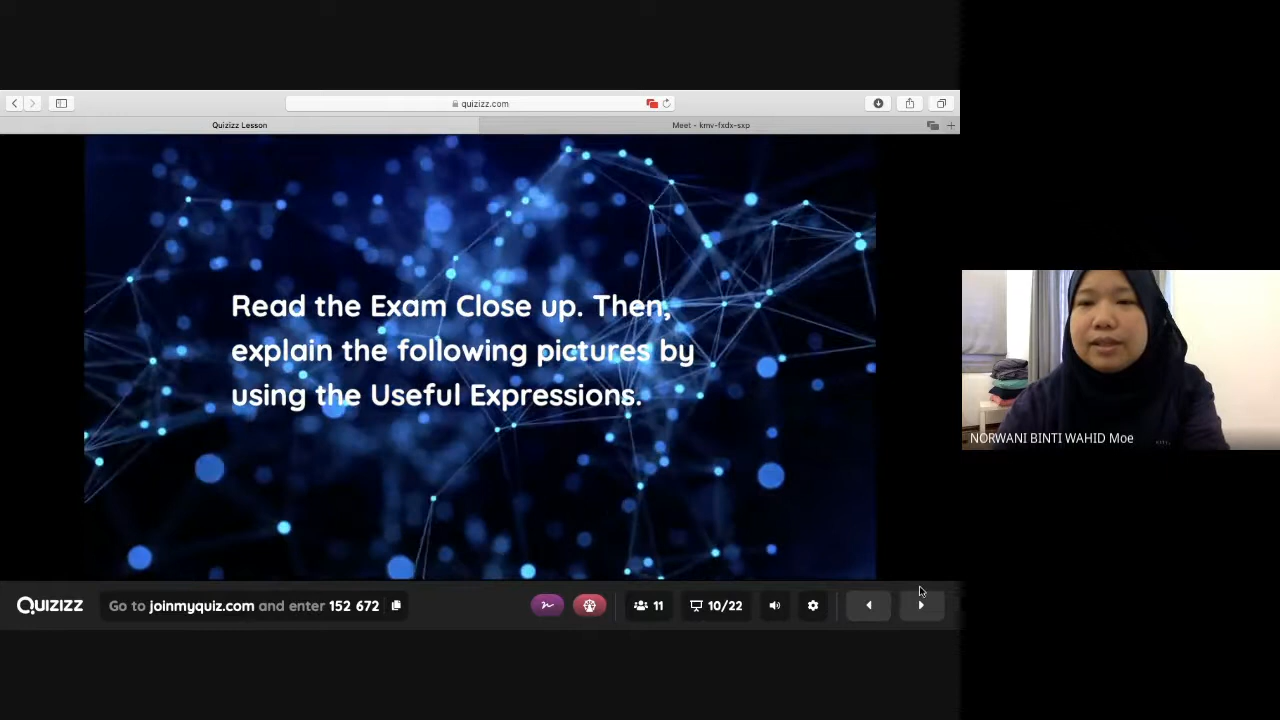 quizizz.com
Quizizz Lesson
Meet - kmv-fxdx-sxp
Read the Exam Close up. Then,
explain the following pictures by
using the Useful Expressions.
NORWANI BINTI WAHID Moe
QUIZIZZ
Go to joinmyquiz.com and enter 152 672
11
10/22